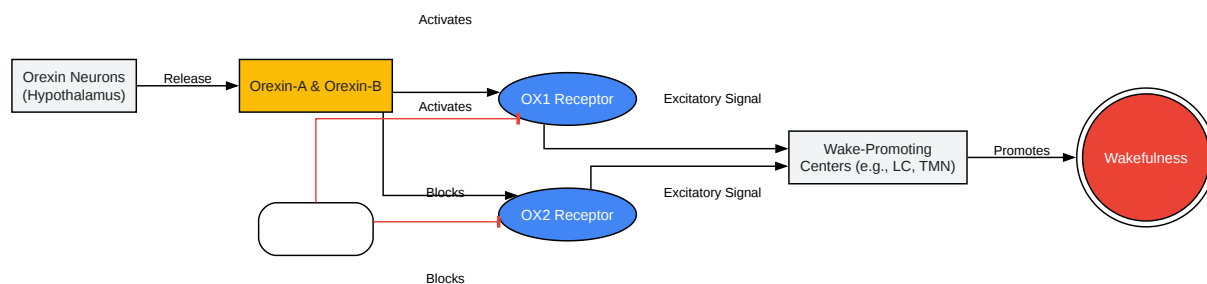 Activates
Orexin Neurons
(Hypothalamus)
Release
Orexin-A & Orexin-B
Activates
OX1 Receptor
Excitatory Signal
Wake-Promoting
Centers (e.g., LC, TMN)
Promotes
Wakefulness
Blocks
OX2 Receptor
Excitatory Signal
Blocks